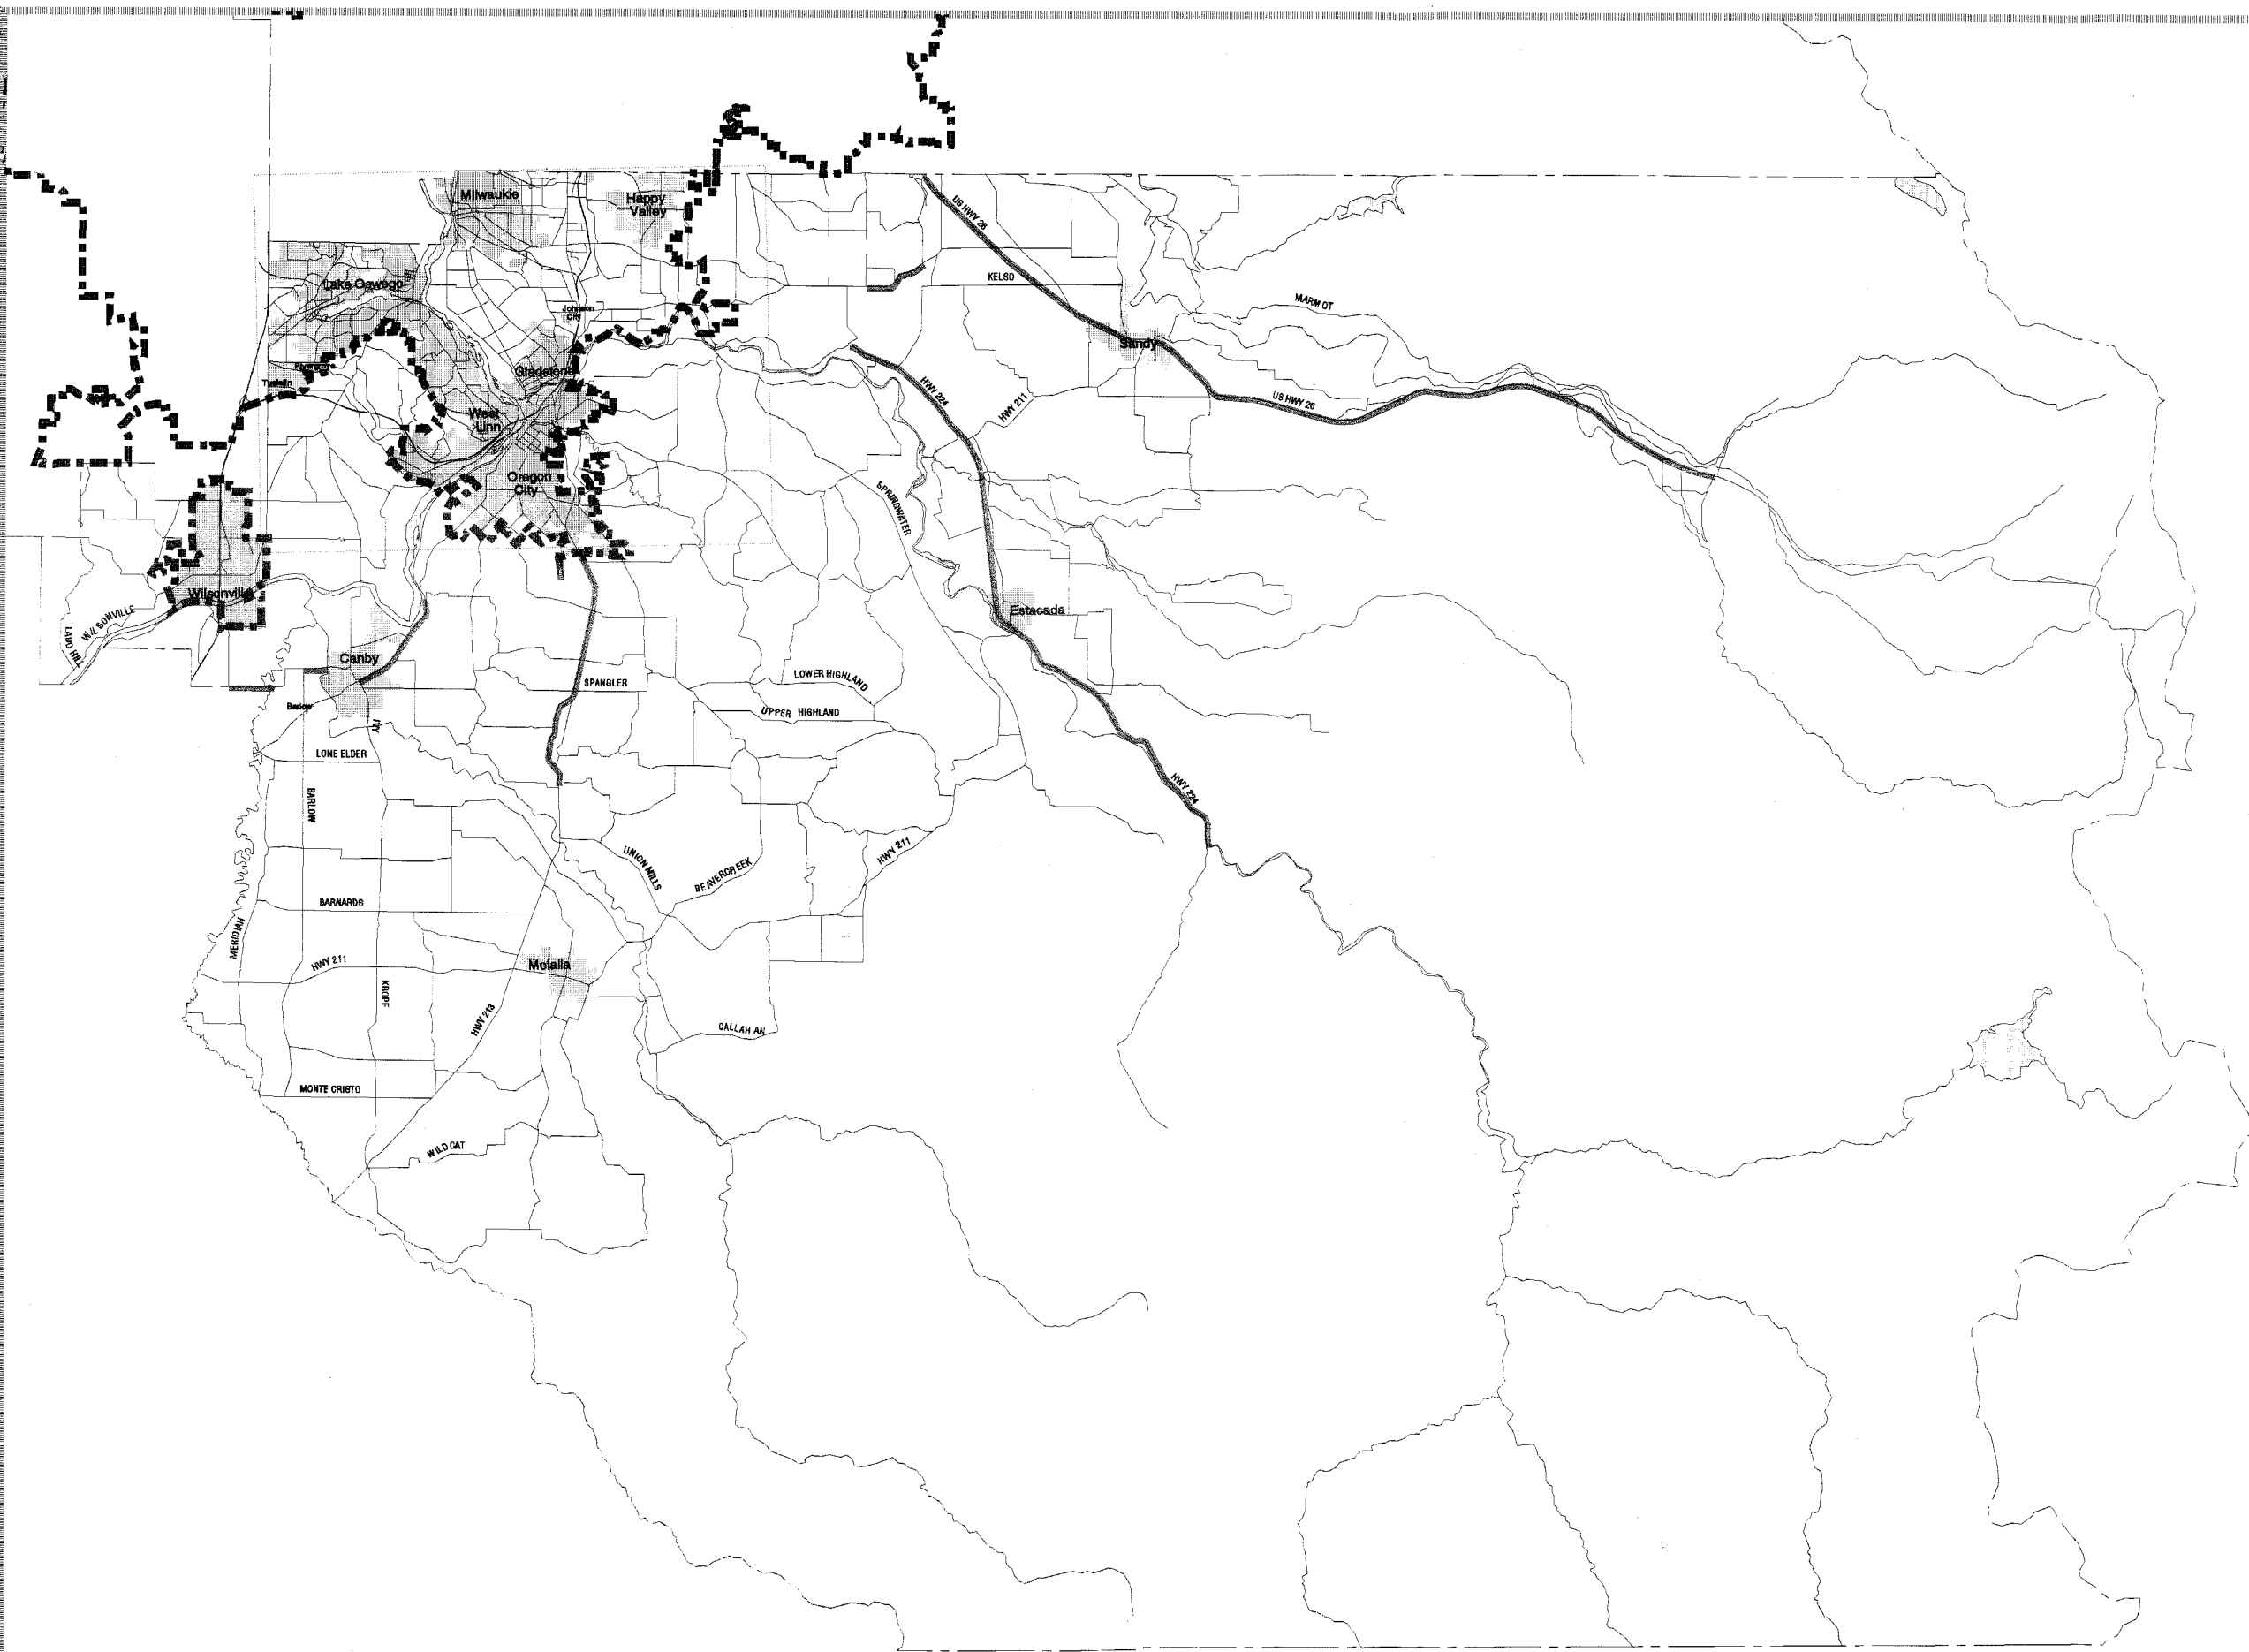 Milwaukie
Happy
Valley
US HWY 26
KELSO
Lake Oswego
MARMOT
Johnson
City
Sandy
Rivergrove
Gladstone
Tualatin
HWY 224
HWY 211
US HWY 26
West
Linn
Oregon
City
SPRINGWATER
Wilsonville
WILSONVILLE
LADD HILL
Estacada
Canby
SPANGLER
LOWER HIGHLAND
Barlow
UPPER HIGHLAND
IVY
LONE ELDER
HWY 224
BARLOW
UNION MILLS
BEAVERCREEK
HWY 211
BARNARDS
MERIDIAN
HWY 211
Molalla
KROPF
HWY 213
CALLAHAN
MONTE CRISTO
WILDCAT